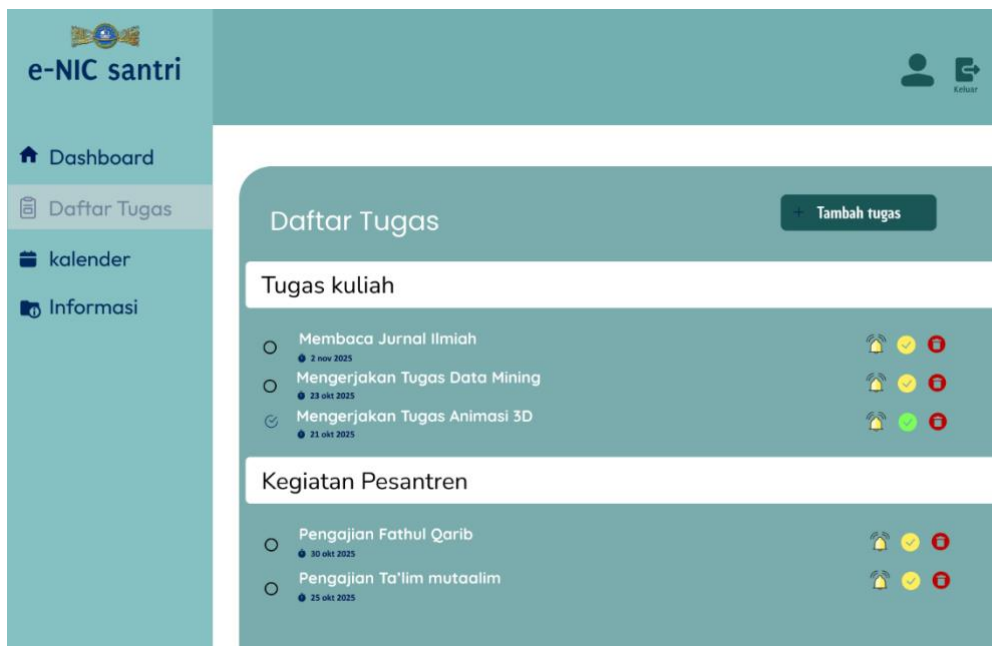 e-NIC santri
Keluar
Dashboard
Daftar Tugas
kalender
Informasi
Daftar Tugas
+ Tambah tugas
Tugas kuliah
Membaca Jurnal Ilmiah
2 nov 2025
Mengerjakan Tugas Data Mining
23 okt 2025
Mengerjakan Tugas Animasi 3D
21 okt 2025
Kegiatan Pesantren
Pengajian Fathul Qarib
30 okt 2025
Pengajian Ta'lim mutaalim
25 okt 2025